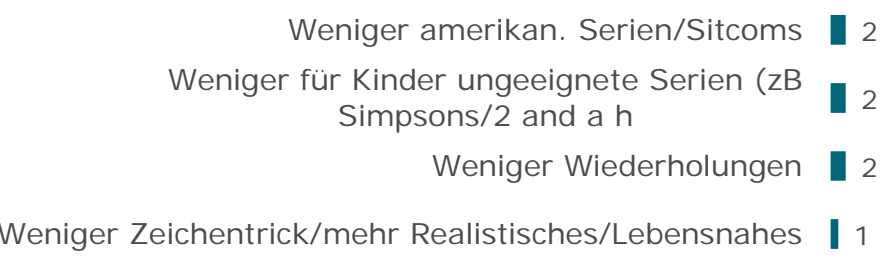 Weniger amerikan. Serien/Sitcoms 2
Weniger für Kinder ungeeignete Serien (zB
Simpsons/2 and a h 2
Weniger Wiederholungen 2
Weniger Zeichentrick/mehr Realistisches/Lebensnahes 1